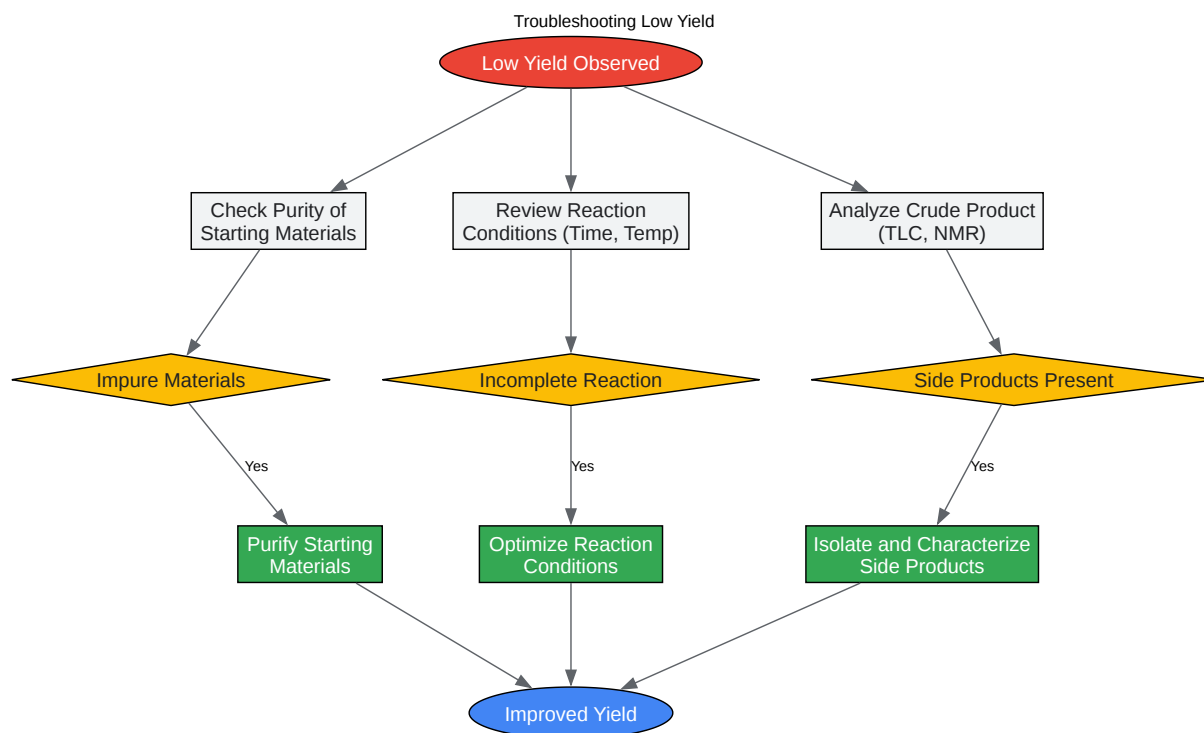 Troubleshooting Low Yield
Low Yield Observed
Check Purity of
Starting Materials
Review Reaction
Conditions (Time, Temp)
Analyze Crude Product
(TLC, NMR)
Impure Materials
Incomplete Reaction
Side Products Present
Yes
Yes
Yes
Purify Starting
Materials
Optimize Reaction
Conditions
Isolate and Characterize
Side Products
Improved Yield